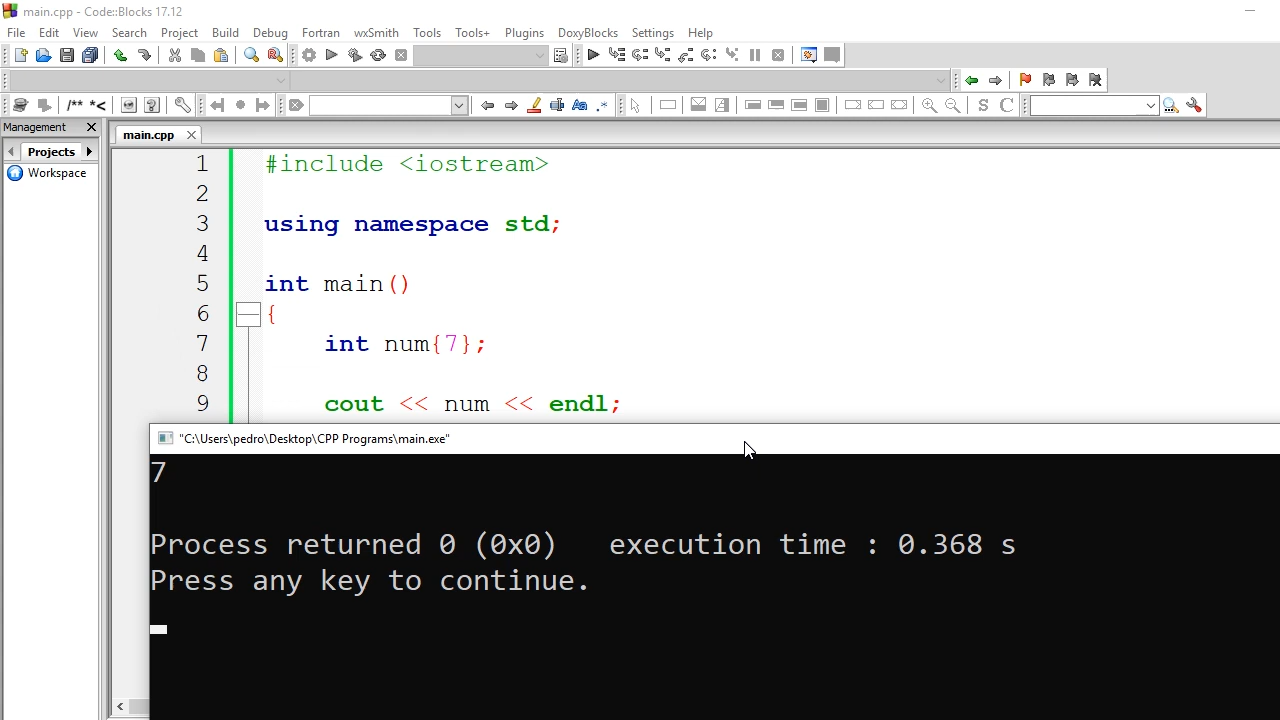 main.cpp - Code::Blocks 17.12
File Edit View Search Project Build Debug Fortran wxSmith Tools Tools+ Plugins DoxyBlocks Settings Help
/** *<
Aa .*
S C
Management
main.cpp
Projects
Workspace
1 #include <iostream>
2
3 using namespace std;
4
5 int main()
6 {
7 int num{7};
8
9 cout << num << endl;
"C:\Users\pedro\Desktop\CPP Programs\main.exe"
7
Process returned 0 (0x0) execution time : 0.368 s
Press any key to continue.